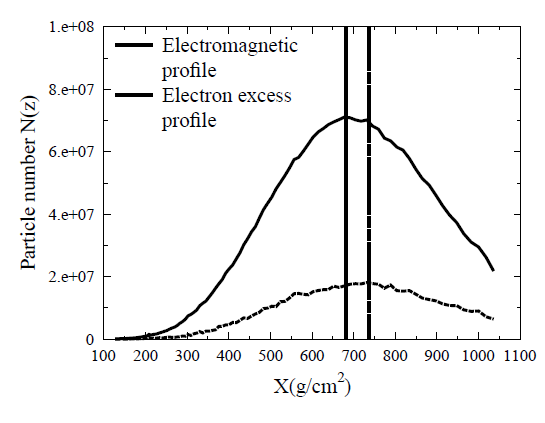 1.e+08
8.e+07
6.e+07
4.e+07
2.e+07
0
Particle number N(z)
Electromagnetic
profile
Electron excess
profile
100 200 300 400 500 600 700 800 900 1000 1100
X(g/cm²)